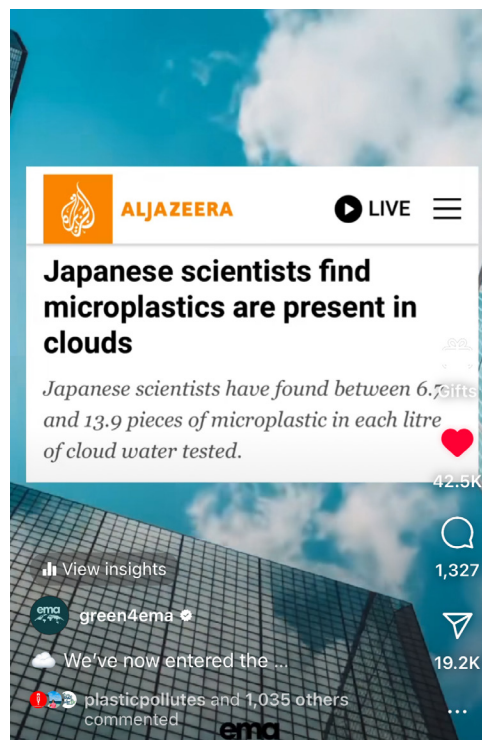 ALJAZEERA
LIVE
Japanese scientists find
microplastics are present in
clouds
Japanese scientists have found between 6.7
and 13.9 pieces of microplastic in each litre
of cloud water tested.
Gifts
42.5K
View insights
1,327
ema
green4ema
We've now entered the ...
19.2K
plasticpollutes and 1,035 others
commented
ema